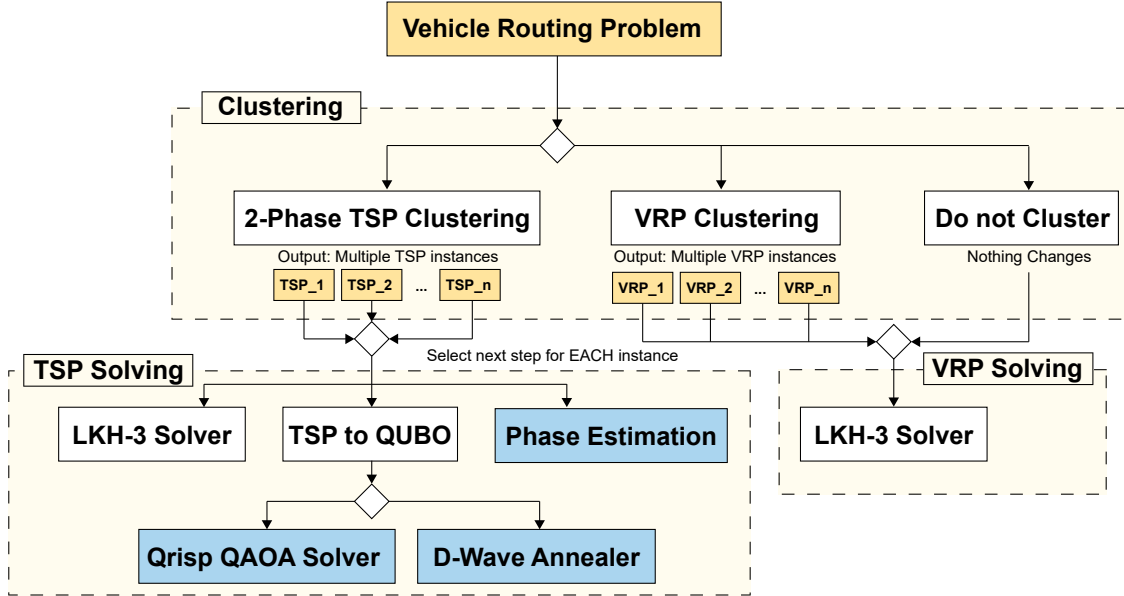 Vehicle Routing Problem
Clustering
2-Phase TSP Clustering
VRP Clustering
Do not Cluster
Output: Multiple TSP instances
Output: Multiple VRP instances
Nothing Changes
TSP_1
TSP_2
...
TSP_n
VRP_1
VRP_2
...
VRP_n
Select next step for EACH instance
TSP Solving
VRP Solving
LKH-3 Solver
TSP to QUBO
Phase Estimation
LKH-3 Solver
Qrisp QAOA Solver
D-Wave Annealer